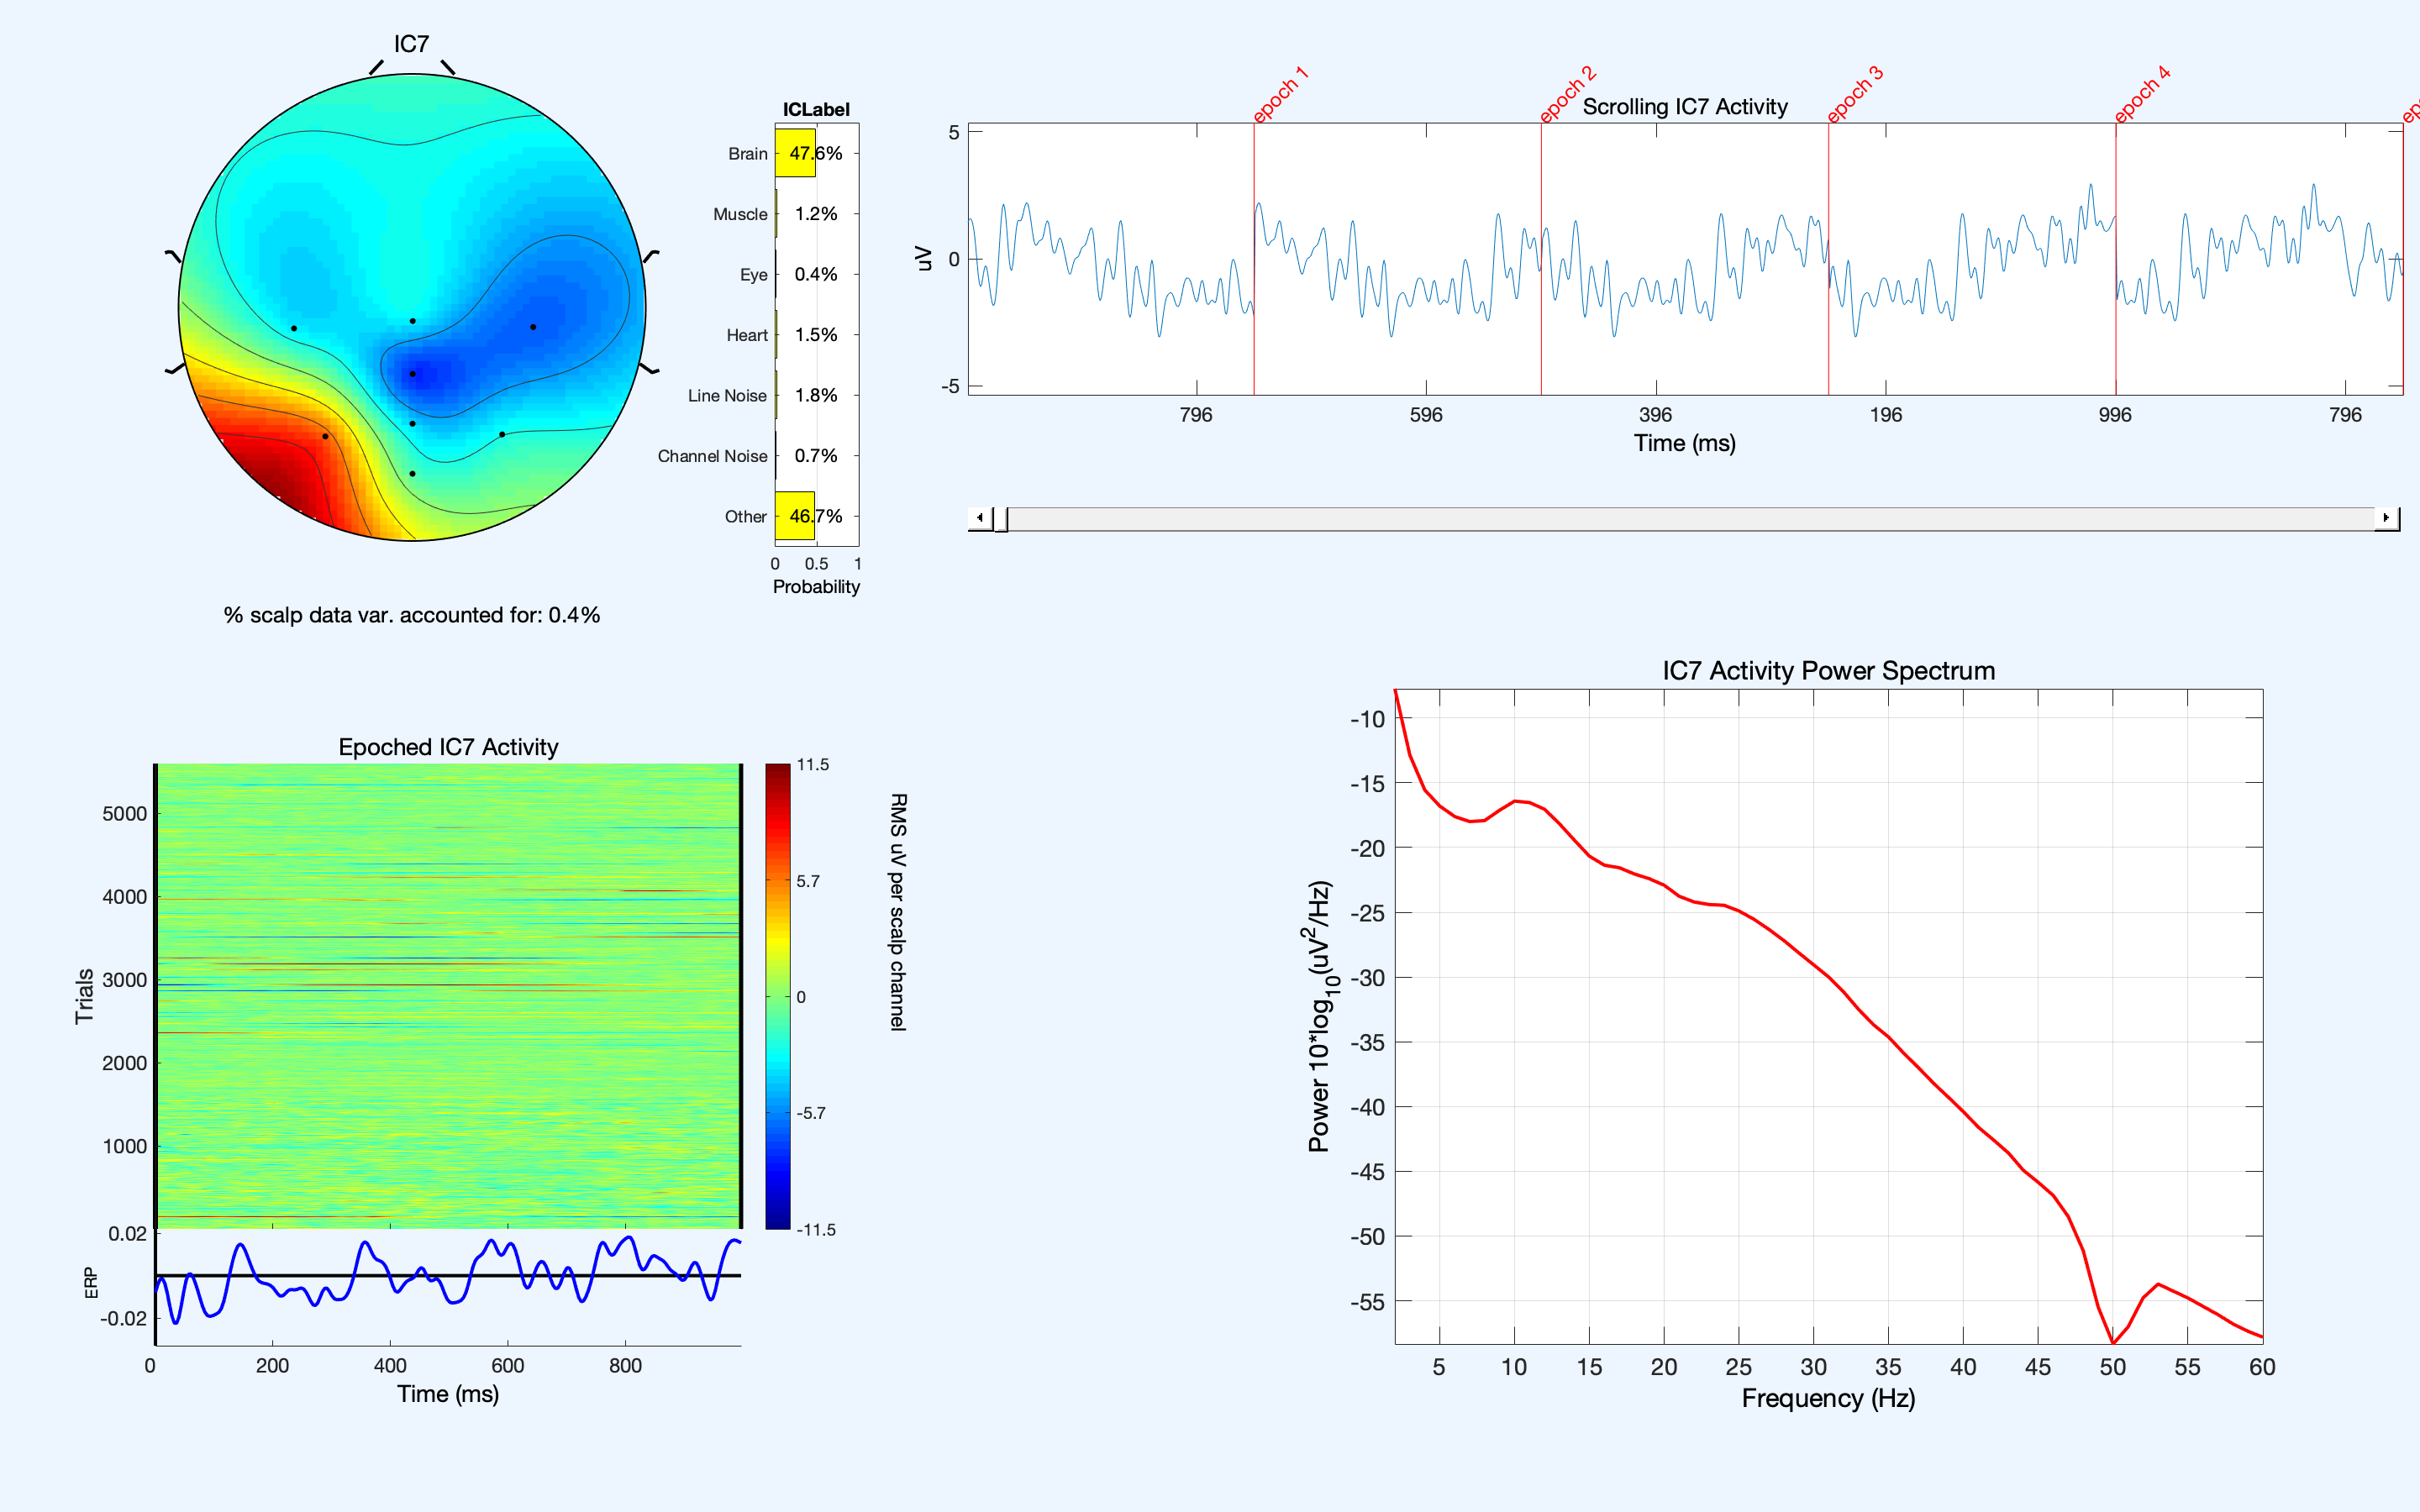 IC7
ICLabel
Brain 47.6%
Muscle 1.2%
Eye 0.4%
Heart 1.5%
Line Noise 1.8%
Channel Noise 0.7%
Other 46.7%
0 0.5 1
Probability
% scalp data var. accounted for: 0.4%
epoch 1 epoch 2 epoch 3 epoch 4
Scrolling IC7 Activity
5
0
-5
uV
796 596 396 196 996 796
Time (ms)
Epoched IC7 Activity
5000
4000
3000
2000
1000
Trials
11.5
5.7
0
-5.7
-11.5
RMS uV per scalp channel
0.02
-0.02
ERP
0 200 400 600 800
Time (ms)
IC7 Activity Power Spectrum
-10
-15
-20
-25
-30
-35
-40
-45
-50
-55
Power 10*log10(uV2/Hz)
5 10 15 20 25 30 35 40 45 50 55 60
Frequency (Hz)